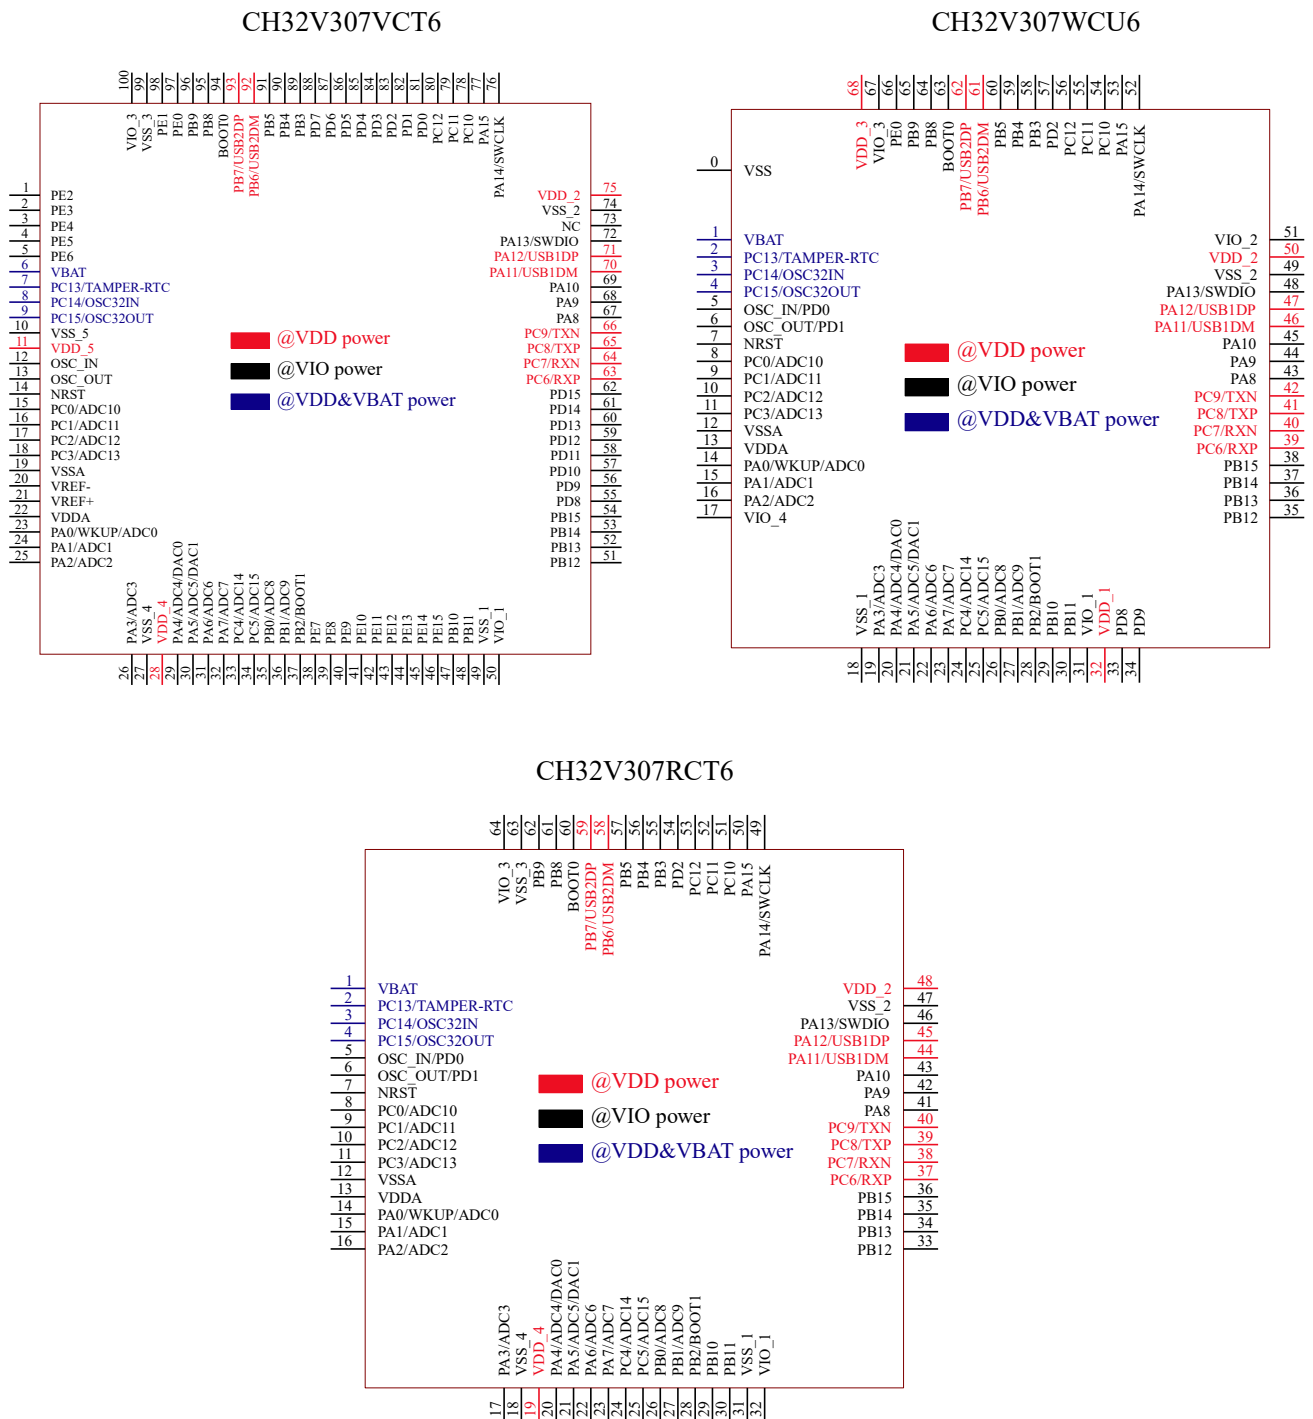 CH32V307VCT6
100 99 98 97 96 95 94 93 92 91 90 89 88 87 86 85 84 83 82 81 80 79 78 77 76
VIO_3 VSS_3 PE1 PE0 PB9 PB8 BOOT0 PB7/USB2DP PB6/USB2DM PB5 PB4 PB3 PD7 PD6 PD5 PD4 PD3 PD2 PD1 PD0 PC12 PC11 PC10 PA15 PA14/SWCLK
1 PE2
2 PE3
3 PE4
4 PE5
5 PE6
6 VBAT
7 PC13/TAMPER-RTC
8 PC14/OSC32IN
9 PC15/OSC32OUT
10 VSS_5
11 VDD_5
12 OSC_IN
13 OSC_OUT
14 NRST
15 PC0/ADC10
16 PC1/ADC11
17 PC2/ADC12
18 PC3/ADC13
19 VSSA
20 VREF-
21 VREF+
22 VDDA
23 PA0/WKUP/ADC0
24 PA1/ADC1
25 PA2/ADC2
@VDD power
@VIO power
@VDD&VBAT power
VDD_2 75
VSS_2 74
NC 73
PA13/SWDIO 72
PA12/USB1DP 71
PA11/USB1DM 70
PA10 69
PA9 68
PA8 67
PC9/TXN 66
PC8/TXP 65
PC7/RXN 64
PC6/RXP 63
PD15 62
PD14 61
PD13 60
PD12 59
PD11 58
PD10 57
PD9 56
PD8 55
PB15 54
PB14 53
PB13 52
PB12 51
PA3/ADC3 VSS_4 VDD_4 PA4/ADC4/DAC0 PA5/ADC5/DAC1 PA6/ADC6 PA7/ADC7 PC4/ADC14 PC5/ADC15 PB0/ADC8 PB1/ADC9 PB2/BOOT1 PE7 PE8 PE9 PE10 PE11 PE12 PE13 PE14 PE15 PB10 PB11 VSS_1 VIO_1
26 27 28 29 30 31 32 33 34 35 36 37 38 39 40 41 42 43 44 45 46 47 48 49 50
CH32V307WCU6
68 67 66 65 64 63 62 61 60 59 58 57 56 55 54 53 52
VDD_3 VIO_3 PE0 PB9 PB8 BOOT0 PB7/USB2DP PB6/USB2DM PB5 PB4 PB3 PD2 PC12 PC11 PC10 PA15 PA14/SWCLK
0 VSS
1 VBAT
2 PC13/TAMPER-RTC
3 PC14/OSC32IN
4 PC15/OSC32OUT
5 OSC_IN/PD0
6 OSC_OUT/PD1
7 NRST
8 PC0/ADC10
9 PC1/ADC11
10 PC2/ADC12
11 PC3/ADC13
12 VSSA
13 VDDA
14 PA0/WKUP/ADC0
15 PA1/ADC1
16 PA2/ADC2
17 VIO_4
@VDD power
@VIO power
@VDD&VBAT power
VIO_2 51
VDD_2 50
VSS_2 49
PA13/SWDIO 48
PA12/USB1DP 47
PA11/USB1DM 46
PA10 45
PA9 44
PA8 43
PC9/TXN 42
PC8/TXP 41
PC7/RXN 40
PC6/RXP 39
PB15 38
PB14 37
PB13 36
PB12 35
VSS_1 PA3/ADC3 PA4/ADC4/DAC0 PA5/ADC5/DAC1 PA6/ADC6 PA7/ADC7 PC4/ADC14 PC5/ADC15 PB0/ADC8 PB1/ADC9 PB2/BOOT1 PB10 PB11 VIO_1 VDD_1 PD8 PD9
18 19 20 21 22 23 24 25 26 27 28 29 30 31 32 33 34
CH32V307RCT6
64 63 62 61 60 59 58 57 56 55 54 53 52 51 50 49
VIO_3 VSS_3 PB9 PB8 BOOT0 PB7/USB2DP PB6/USB2DM PB5 PB4 PB3 PD2 PC12 PC11 PC10 PA15 PA14/SWCLK
1 VBAT
2 PC13/TAMPER-RTC
3 PC14/OSC32IN
4 PC15/OSC32OUT
5 OSC_IN/PD0
6 OSC_OUT/PD1
7 NRST
8 PC0/ADC10
9 PC1/ADC11
10 PC2/ADC12
11 PC3/ADC13
12 VSSA
13 VDDA
14 PA0/WKUP/ADC0
15 PA1/ADC1
16 PA2/ADC2
@VDD power
@VIO power
@VDD&VBAT power
VDD_2 48
VSS_2 47
PA13/SWDIO 46
PA12/USB1DP 45
PA11/USB1DM 44
PA10 43
PA9 42
PA8 41
PC9/TXN 40
PC8/TXP 39
PC7/RXN 38
PC6/RXP 37
PB15 36
PB14 35
PB13 34
PB12 33
PA3/ADC3 VSS_4 VDD_4 PA4/ADC4/DAC0 PA5/ADC5/DAC1 PA6/ADC6 PA7/ADC7 PC4/ADC14 PC5/ADC15 PB0/ADC8 PB1/ADC9 PB2/BOOT1 PB10 PB11 VSS_1 VIO_1
17 18 19 20 21 22 23 24 25 26 27 28 29 30 31 32